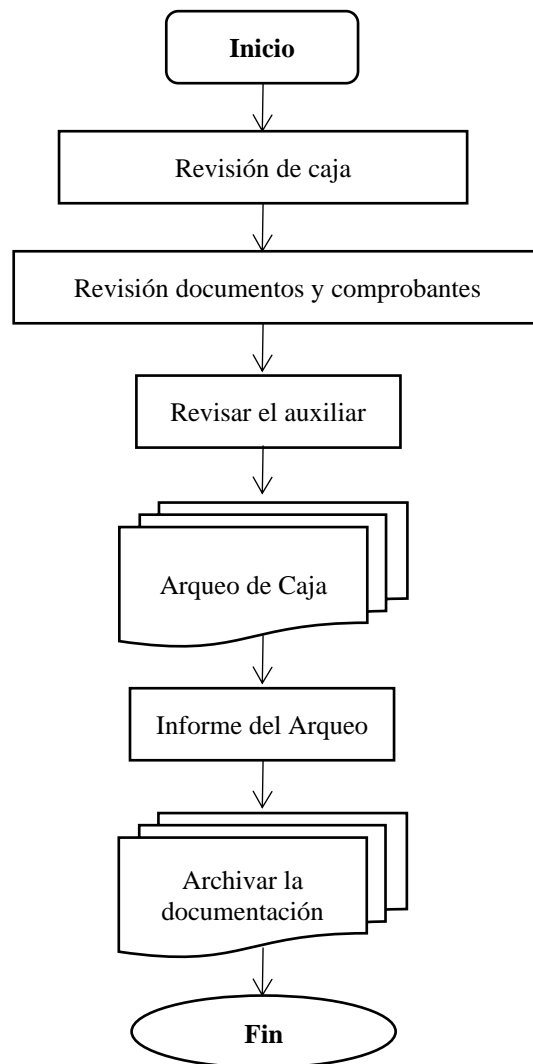 Inicio
Revisión de caja
Revisión documentos y comprobantes
Revisar el auxiliar
Arqueo de Caja
Informe del Arqueo
Archivar la
documentación
Fin